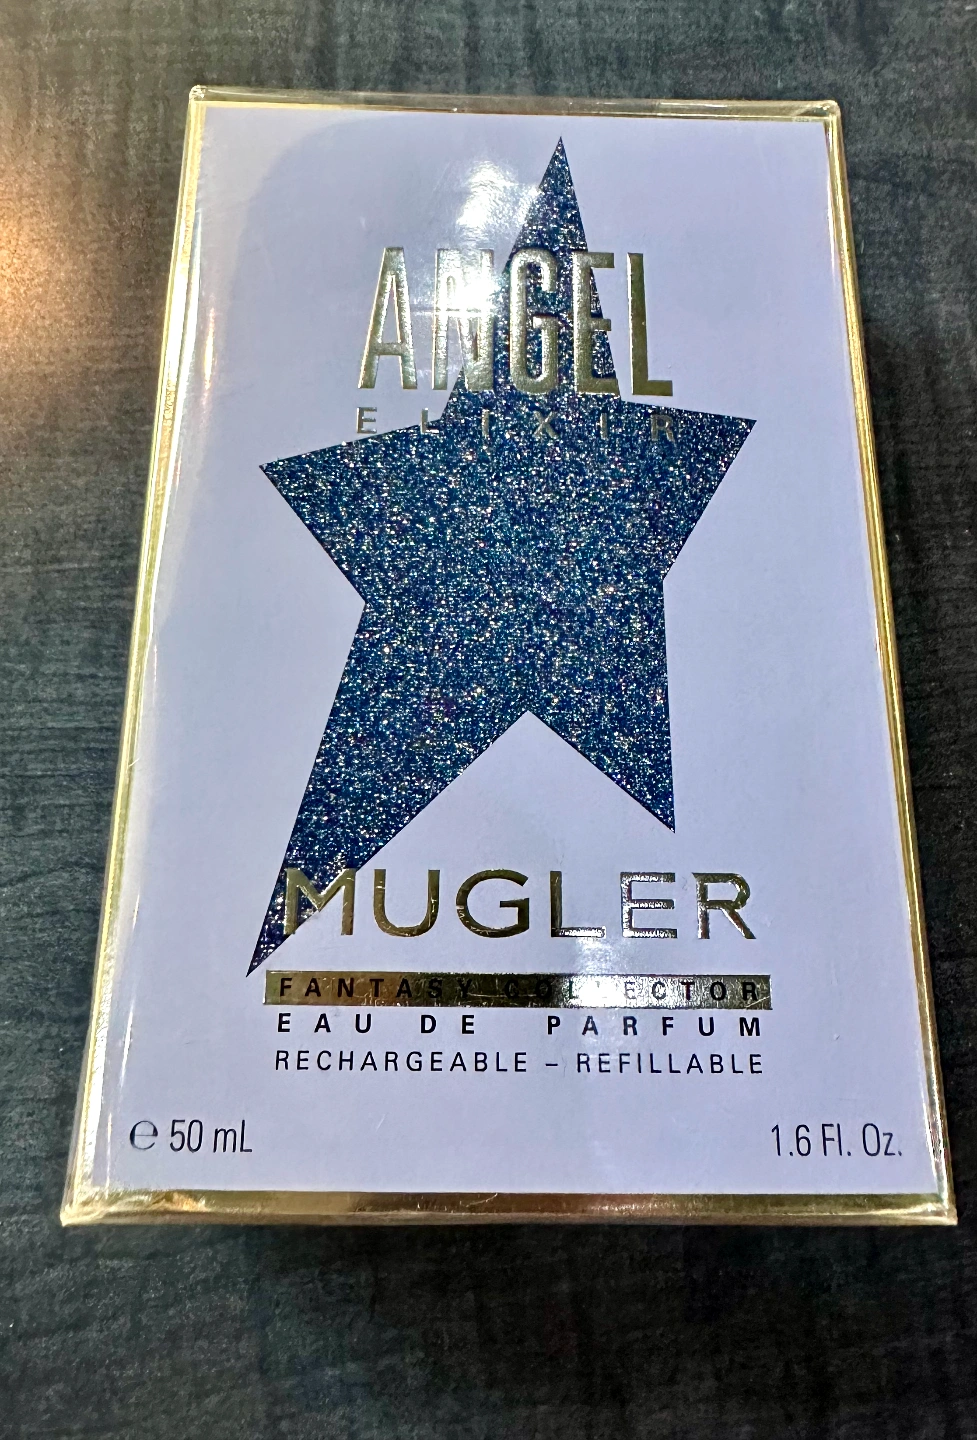 ANGEL
ELIXIR
MUGLER
FANTASY COLLECTOR
EAU DE PARFUM
RECHARGEABLE – REFILLABLE
℮ 50 mL
1.6 Fl. Oz.